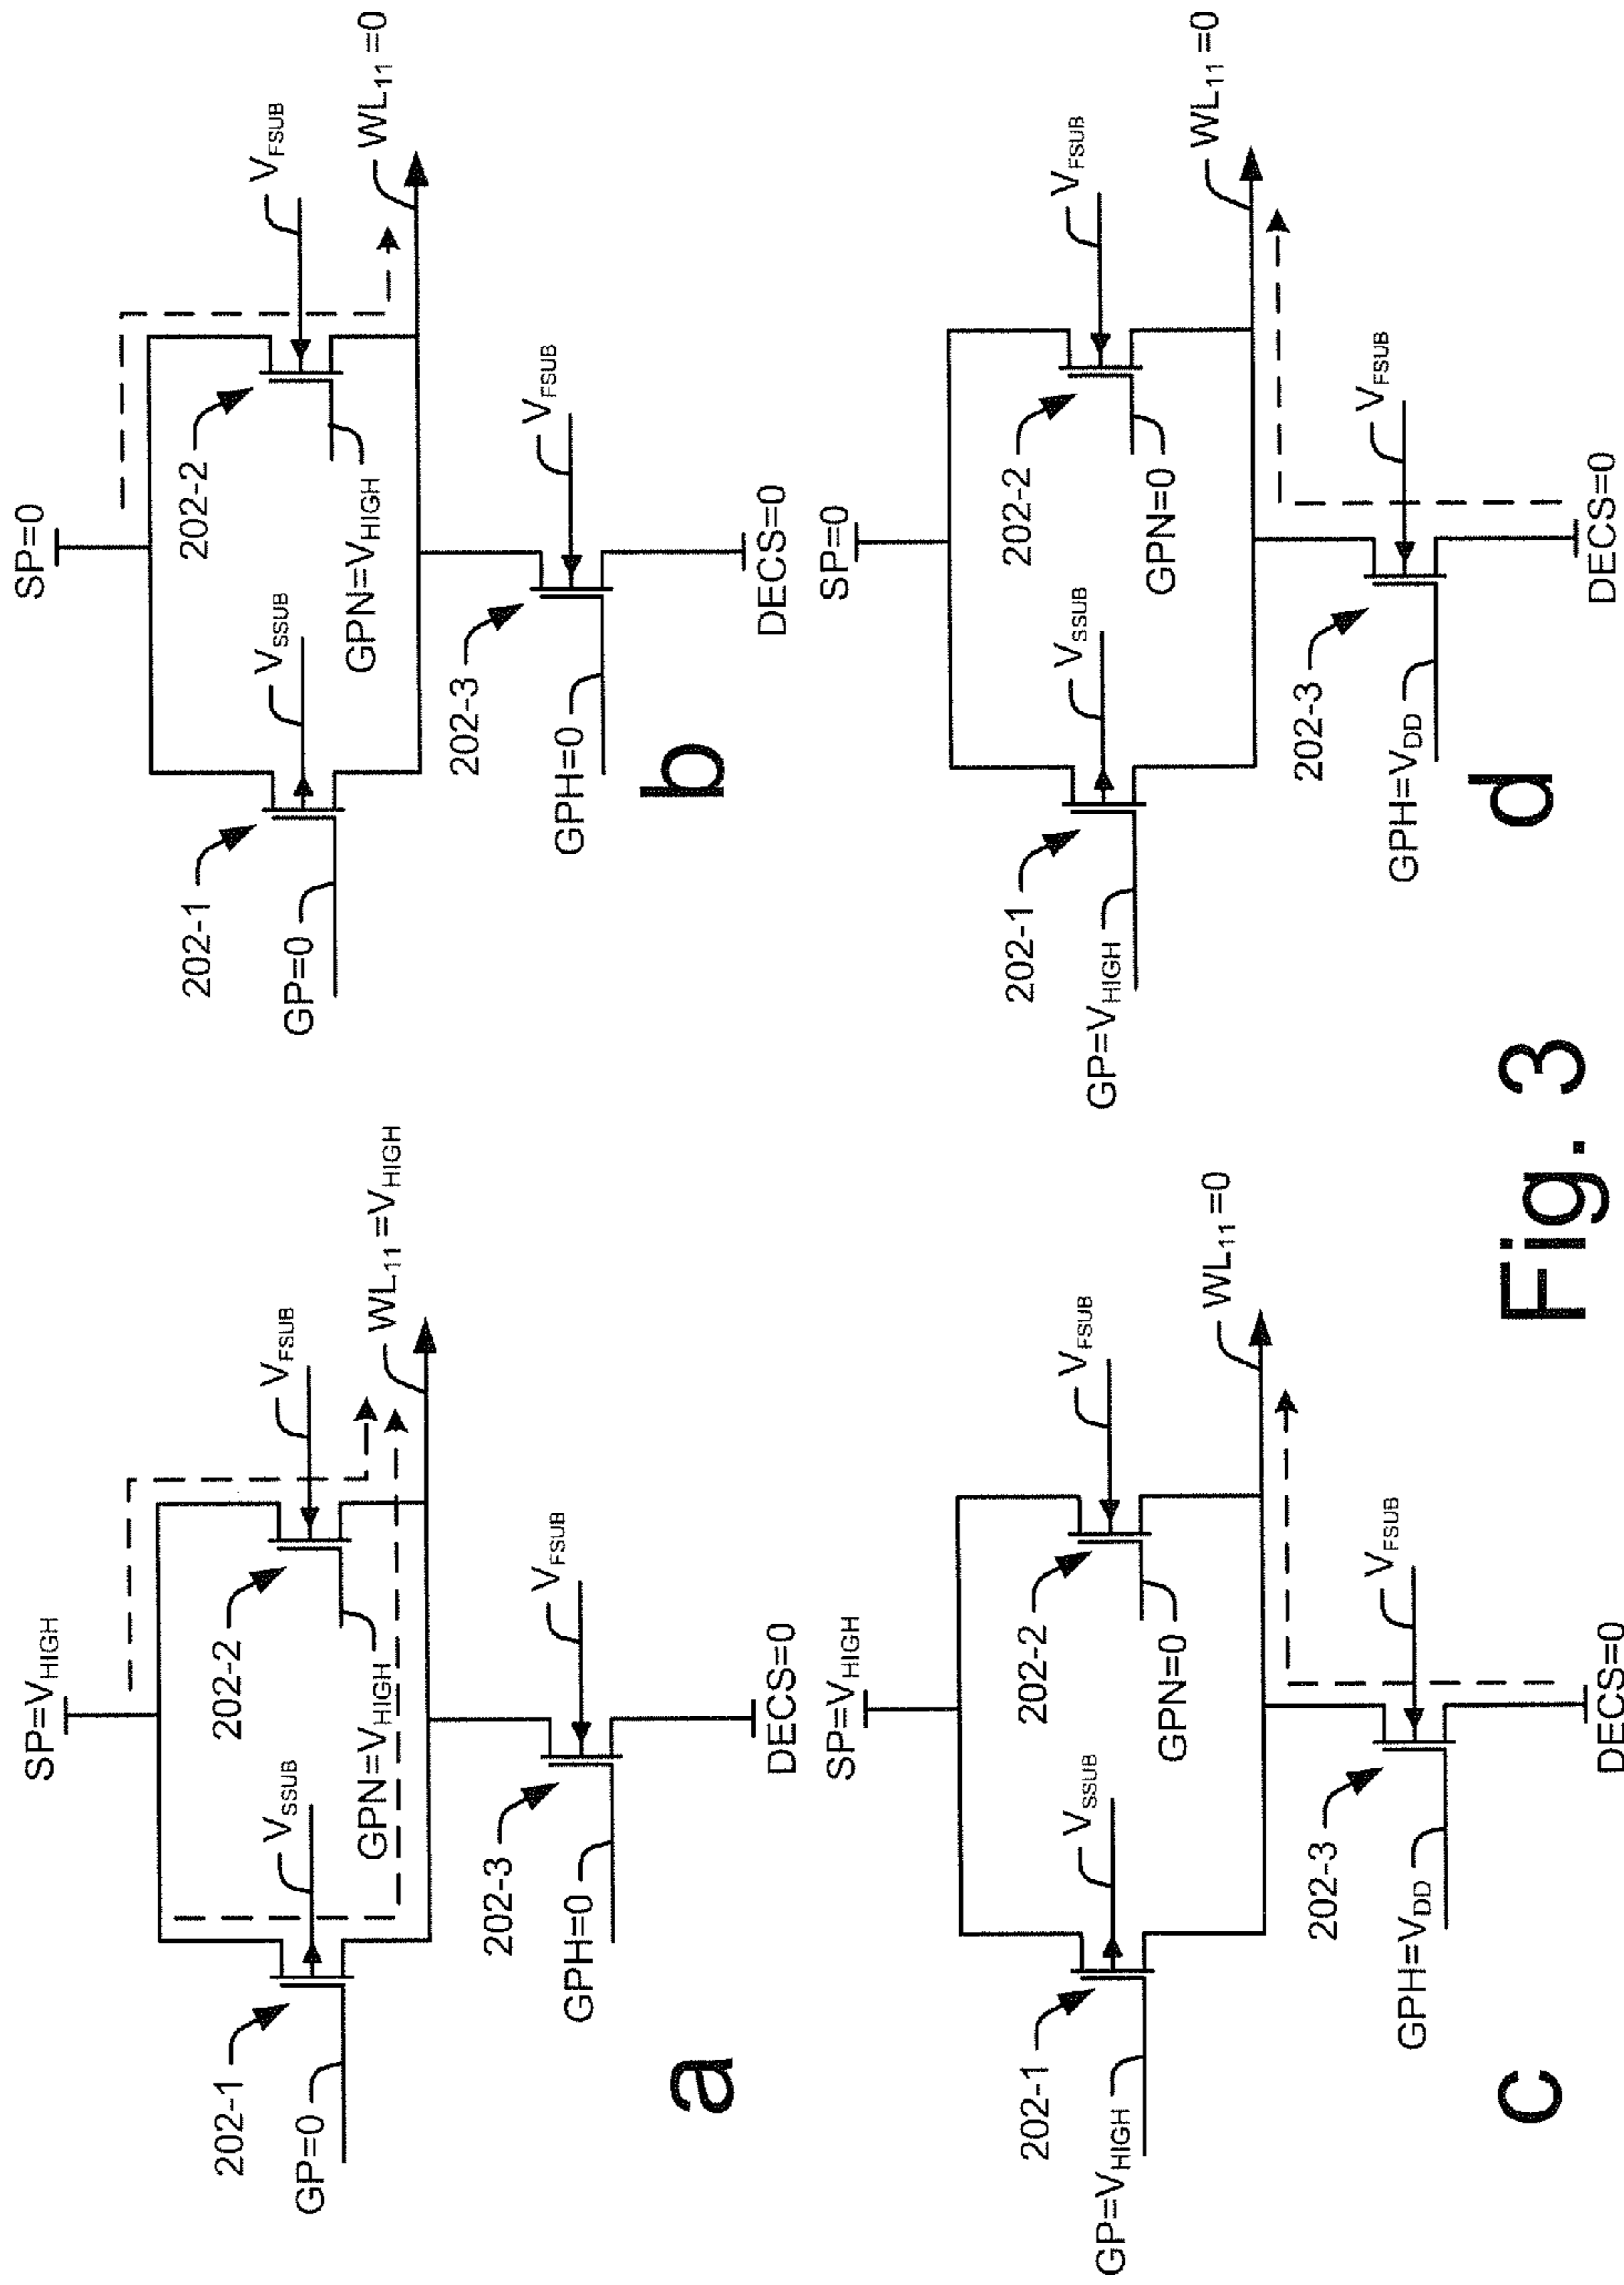 SP=V_HIGH
V_FSUB
202-2
V_SSUB
202-1
WL_11=V_HIGH
GPN=V_HIGH
GP=0
V_FSUB
202-3
GPH=0
DECS=0
a
SP=0
V_FSUB
202-2
V_SSUB
202-1
WL_11=0
GPN=V_HIGH
GP=0
V_FSUB
202-3
GPH=0
DECS=0
b
SP=V_HIGH
V_FSUB
202-2
V_SSUB
202-1
WL_11=0
GPN=0
GP=V_HIGH
V_FSUB
202-3
GPH=V_DD
DECS=0
c
SP=0
V_FSUB
202-2
V_SSUB
202-1
WL_11=0
GPN=0
GP=V_HIGH
V_FSUB
202-3
GPH=V_DD
DECS=0
d
Fig. 3